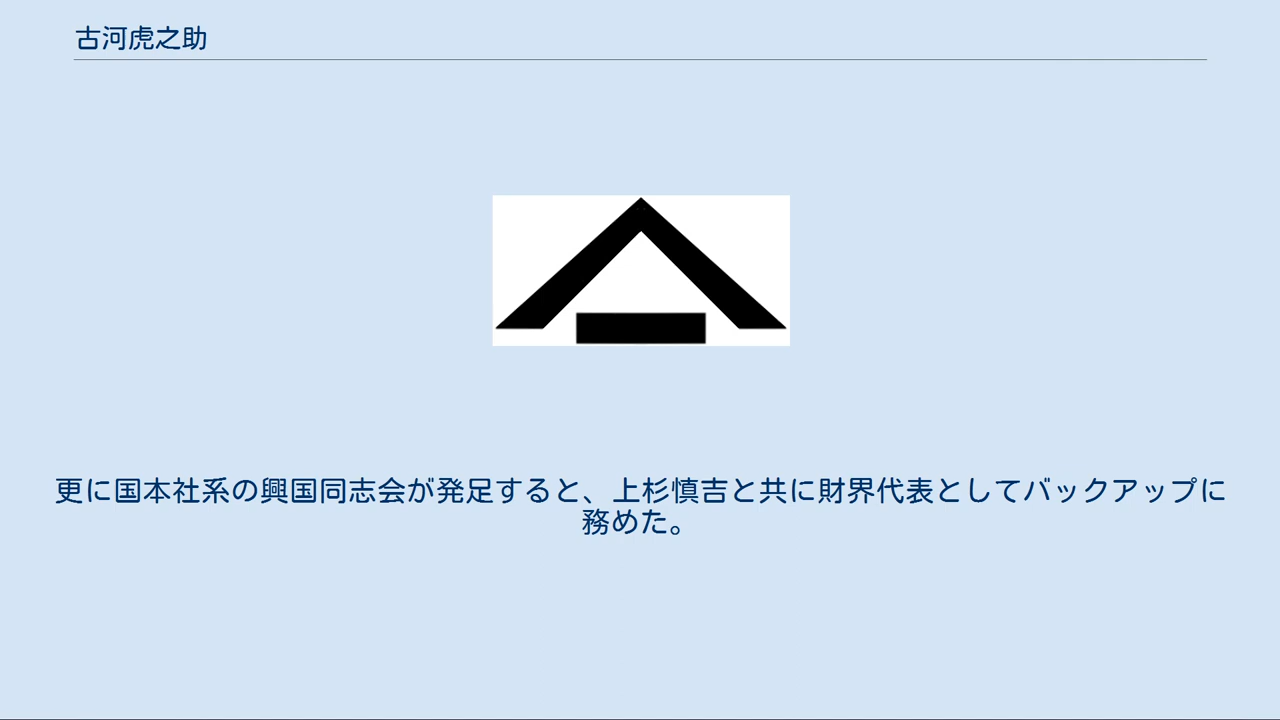 古河虎之助
更に国本社系の興国同志会が発足すると、上杉慎吉と共に財界代表としてバックアップに
務めた。